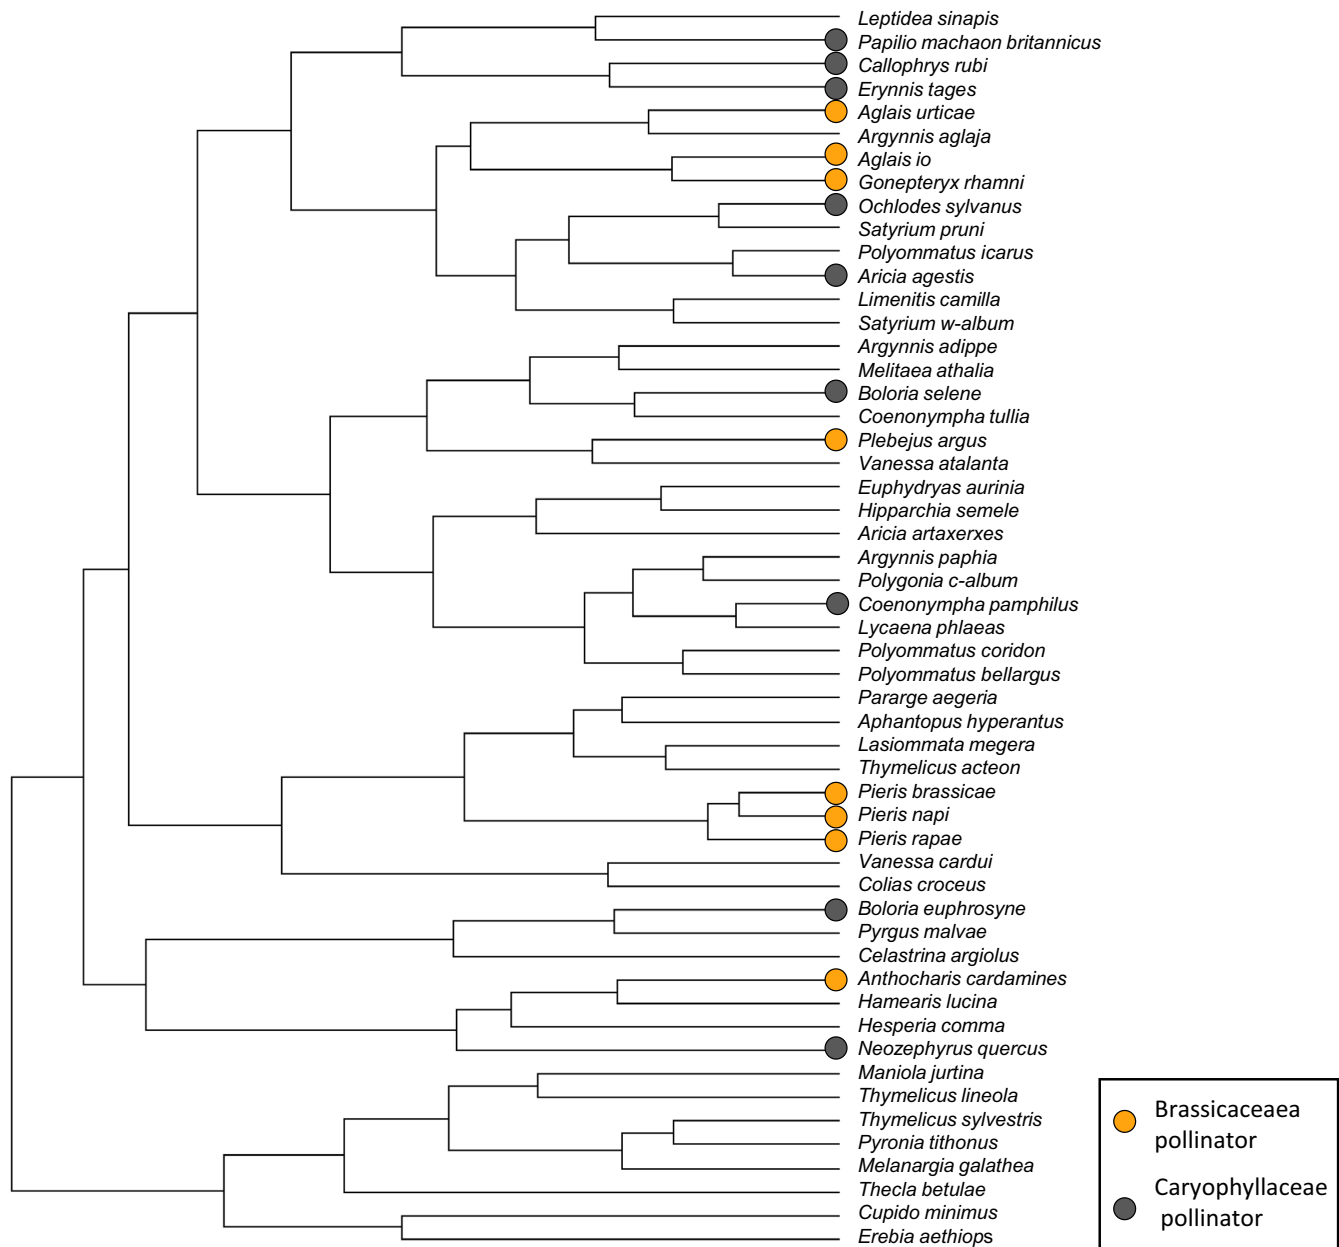 Leptidea sinapis
Papilio machaon britannicus
Callophrys rubi
Erynnis tages
Aglais urticae
Argynnis aglaja
Aglais io
Gonepteryx rhamni
Ochlodes sylvanus
Satyrium pruni
Polyommatus icarus
Aricia agestis
Limenitis camilla
Satyrium w-album
Argynnis adippe
Melitaea athalia
Boloria selene
Coenonympha tullia
Plebejus argus
Vanessa atalanta
Euphydryas aurinia
Hipparchia semele
Aricia artaxerxes
Argynnis paphia
Polygonia c-album
Coenonympha pamphilus
Lycaena phlaeas
Polyommatus coridon
Polyommatus bellargus
Pararge aegeria
Aphantopus hyperantus
Lasiommata megera
Thymelicus acteon
Pieris brassicae
Pieris napi
Pieris rapae
Vanessa cardui
Colias croceus
Boloria euphrosyne
Pyrgus malvae
Celastrina argiolus
Anthocharis cardamines
Hamearis lucina
Hesperia comma
Neozephyrus quercus
Maniola jurtina
Thymelicus lineola
Thymelicus sylvestris
Pyronia tithonus
Melanargia galathea
Thecla betulae
Cupido minimus
Erebia aethiops
Brassicaceaea
pollinator
Caryophyllaceae
pollinator